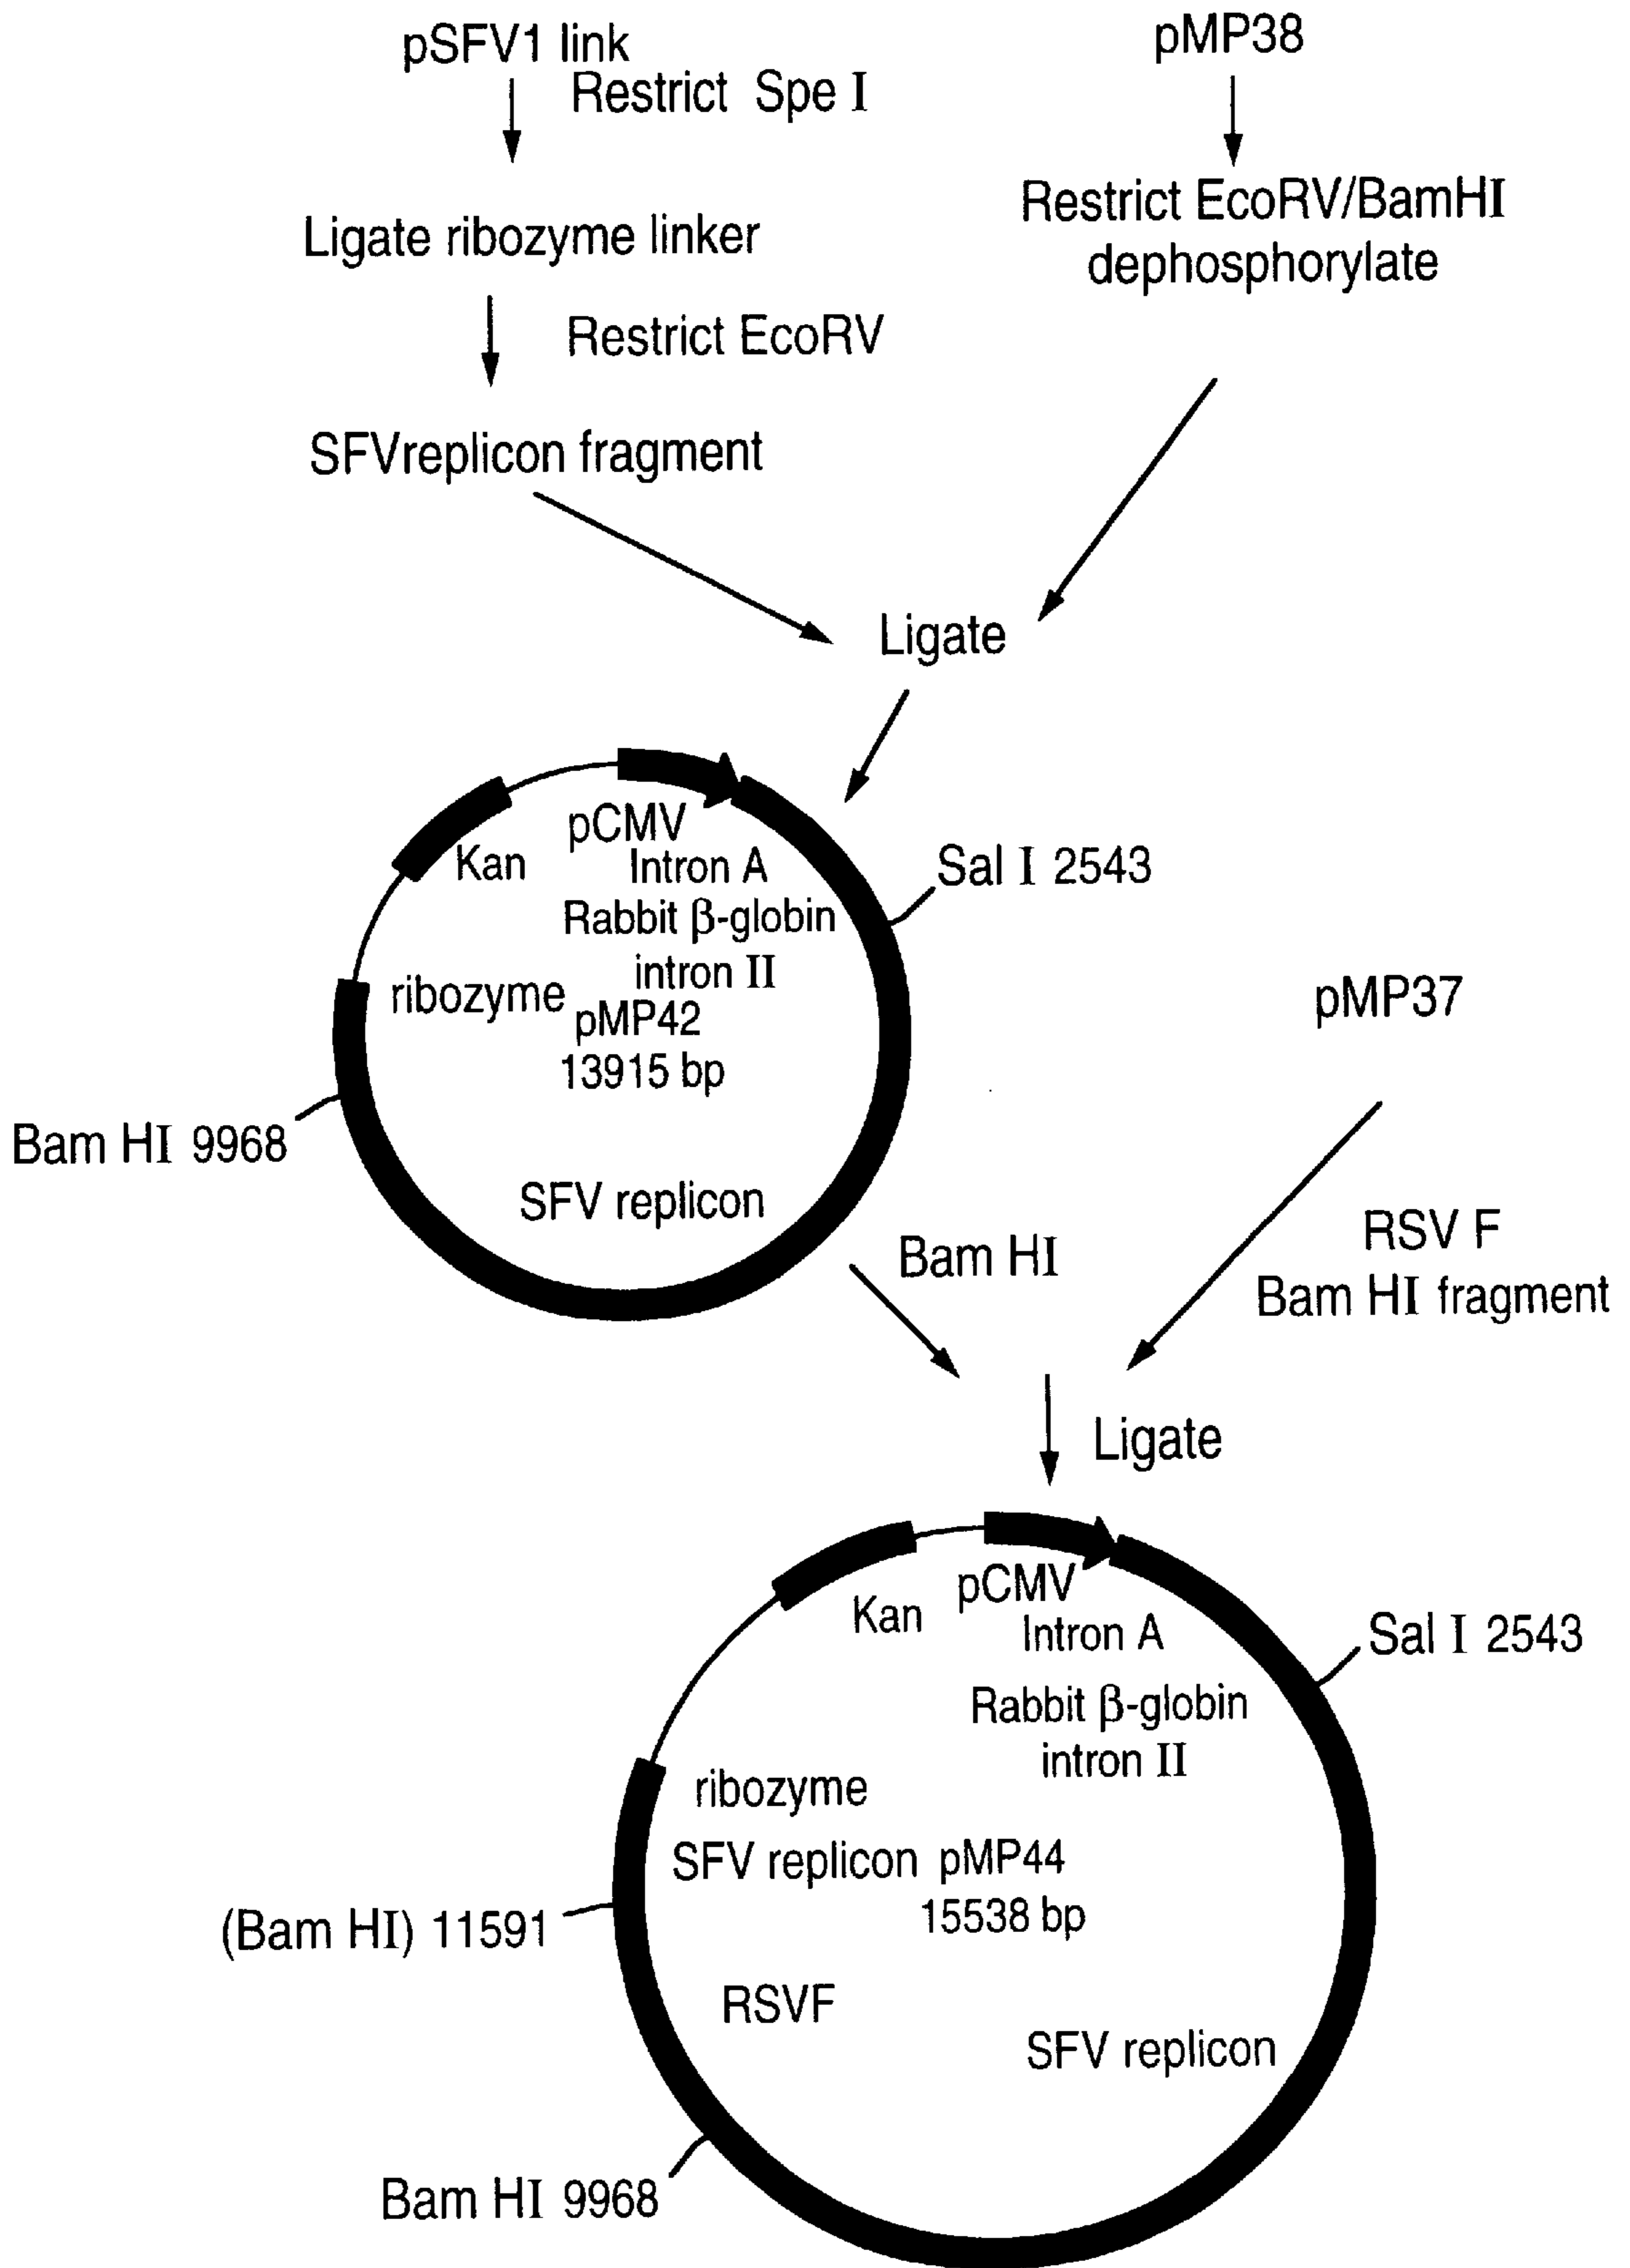 pSFV1 link
Restrict Spe I
Ligate ribozyme linker
Restrict EcoRV
SFVreplicon fragment
pMP38
Restrict EcoRV/BamHI
dephosphorylate
Ligate
pCMV
Intron A
Rabbit β-globin
intron II
Kan
ribozyme
pMP42
13915 bp
Sal I 2543
Bam HI 9968
SFV replicon
pMP37
Bam HI
RSV F
Bam HI fragment
Ligate
pCMV
Intron A
Rabbit β-globin
intron II
Kan
Sal I 2543
ribozyme
SFV replicon pMP44
15538 bp
(Bam HI) 11591
RSVF
SFV replicon
Bam HI 9968